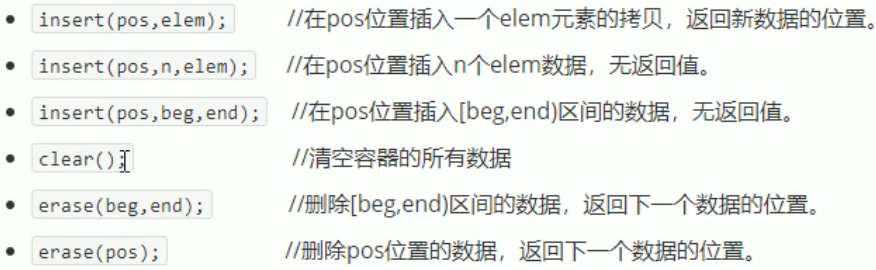 insert(pos,elem); //在pos位置插入一个elem元素的拷贝，返回新数据的位置。
insert(pos,n,elem); //在pos位置插入n个elem数据，无返回值。
insert(pos,beg,end); //在pos位置插入[beg,end)区间的数据，无返回值。
clear(); //清空容器的所有数据
erase(beg,end); //删除[beg,end)区间的数据，返回下一个数据的位置。
erase(pos); //删除pos位置的数据，返回下一个数据的位置。